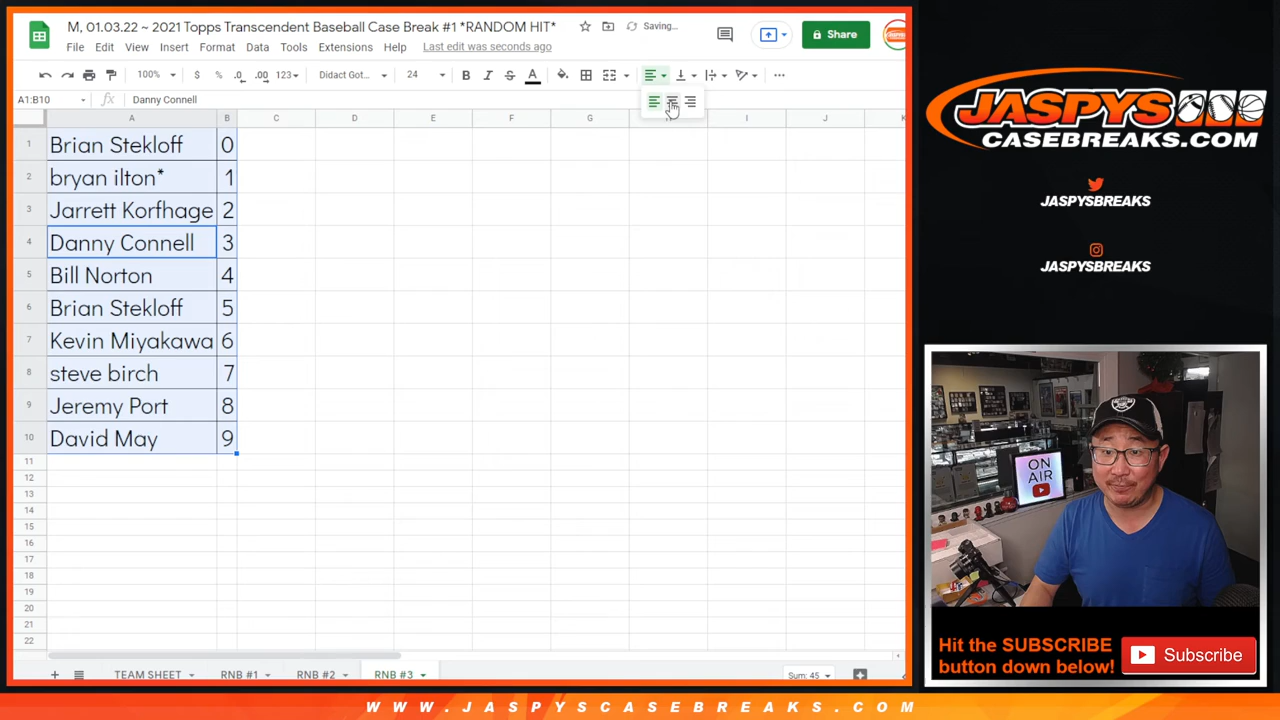 M, 01.03.22 ~ 2021 Topps Transcendent Baseball Case Break #1 *RANDOM HIT*
Saving…
File Edit View Insert Format Data Tools Extensions Help Last edit was seconds ago
Share
100% $ % .0 .00 123 Didact Got... 24 B I S A
A1:B10 fx Danny Connell
A B C D E F G H I J K
1 Brian Stekloff 0
2 bryan ilton* 1
3 Jarrett Korfhage 2
4 Danny Connell 3
5 Bill Norton 4
6 Brian Stekloff 5
7 Kevin Miyakawa 6
8 steve birch 7
9 Jeremy Port 8
10 David May 9
11
12
13
14
15
16
17
18
19
20
21
22
TEAM SHEET RNB #1 RNB #2 RNB #3 Sum: 45
JASPYS
CASEBREAKS.COM
JASPYSBREAKS
JASPYSBREAKS
ON
AIR
Hit the SUBSCRIBE
button down below!
Subscribe
WWW.JASPYSCASEBREAKS.COM